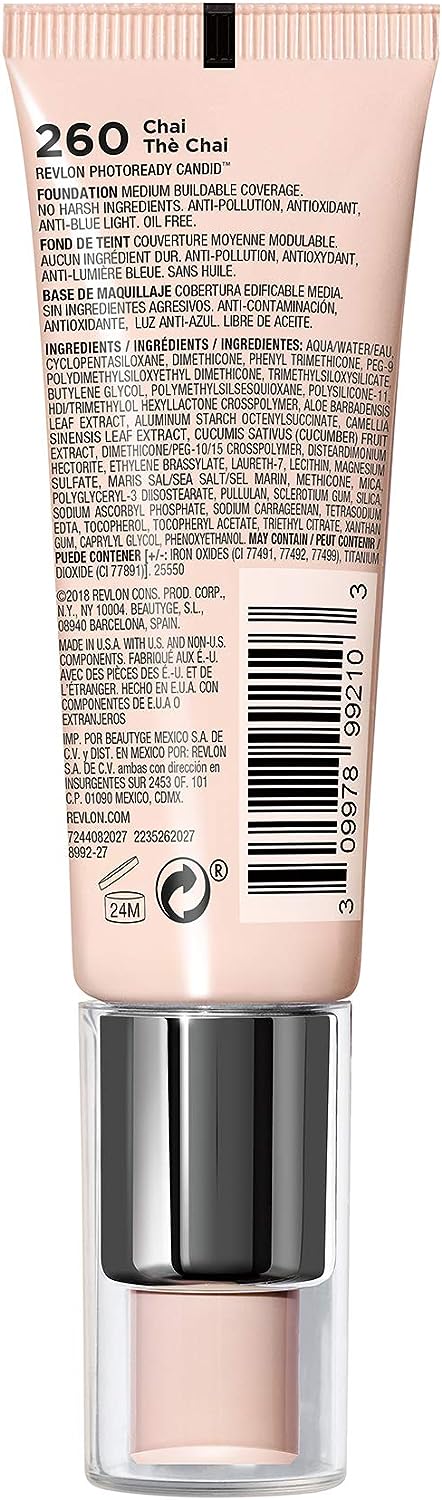 260 Chai
Thè Chai
REVLON PHOTOREADY CANDID™
FOUNDATION MEDIUM BUILDABLE COVERAGE.
NO HARSH INGREDIENTS. ANTI-POLLUTION, ANTIOXIDANT,
ANTI-BLUE LIGHT. OIL FREE.
FOND DE TEINT COUVERTURE MOYENNE MODULABLE.
AUCUN INGRÉDIENT DUR. ANTI-POLLUTION, ANTIOXYDANT,
ANTI-LUMIÈRE BLEUE. SANS HUILE.
BASE DE MAQUILLAJE COBERTURA EDIFICABLE MEDIA.
SIN INGREDIENTES AGRESIVOS. ANTI-CONTAMINACIÓN,
ANTIOXIDANTE, LUZ ANTI-AZUL. LIBRE DE ACEITE.
INGREDIENTS / INGRÉDIENTS / INGREDIENTES: AQUA/WATER/EAU,
CYCLOPENTASILOXANE, DIMETHICONE, PHENYL TRIMETHICONE, PEG-9
POLYDIMETHYLSILOXYETHYL DIMETHICONE, TRIMETHYLSILOXYSILICATE,
BUTYLENE GLYCOL, POLYMETHYLSILSESQUIOXANE, POLYSILICONE-11,
HDI/TRIMETHYLOL HEXYLLACTONE CROSSPOLYMER, ALOE BARBADENSIS
LEAF EXTRACT, ALUMINUM STARCH OCTENYLSUCCINATE, CAMELLIA
SINENSIS LEAF EXTRACT, CUCUMIS SATIVUS (CUCUMBER) FRUIT
EXTRACT, DIMETHICONE/PEG-10/15 CROSSPOLYMER, DISTEARDIMONIUM
HECTORITE, ETHYLENE BRASSYLATE, LAURETH-7, LECITHIN, MAGNESIUM
SULFATE, MARIS SAL/SEA SALT/SEL MARIN, METHICONE, MICA,
POLYGLYCERYL-3 DIISOSTEARATE, PULLULAN, SCLEROTIUM GUM, SILICA,
SODIUM ASCORBYL PHOSPHATE, SODIUM CARRAGEENAN, TETRASODIUM
EDTA, TOCOPHEROL, TOCOPHERYL ACETATE, TRIETHYL CITRATE, XANTHAN
GUM, CAPRYLYL GLYCOL, PHENOXYETHANOL. MAY CONTAIN / PEUT CONTENIR /
PUEDE CONTENER [+/-: IRON OXIDES (CI 77491, 77492, 77499), TITANIUM
DIOXIDE (CI 77891)]. 25550
©2018 REVLON CONS. PROD. CORP.,
N.Y., NY 10004. BEAUTYGE, S.L.,
08940 BARCELONA, SPAIN.
MADE IN U.S.A. WITH U.S. AND NON-U.S.
COMPONENTS. FABRIQUÉ AUX É.-U.
AVEC DES PIÈCES DES É.-U. ET DE
L'ÉTRANGER. HECHO EN E.U.A. CON
COMPONENTES DE E.U.A O
EXTRANJEROS
IMP. POR BEAUTYGE MEXICO S.A. DE
C.V. y DIST. EN MEXICO POR: REVLON
S.A. DE C.V. ambas con dirección en
INSURGENTES SUR 2453 OF. 101
C.P. 01090 MEXICO, CDMX.
REVLON.COM
7244082027 2235262027
8992-27
24M
®
3 09978 99210 3